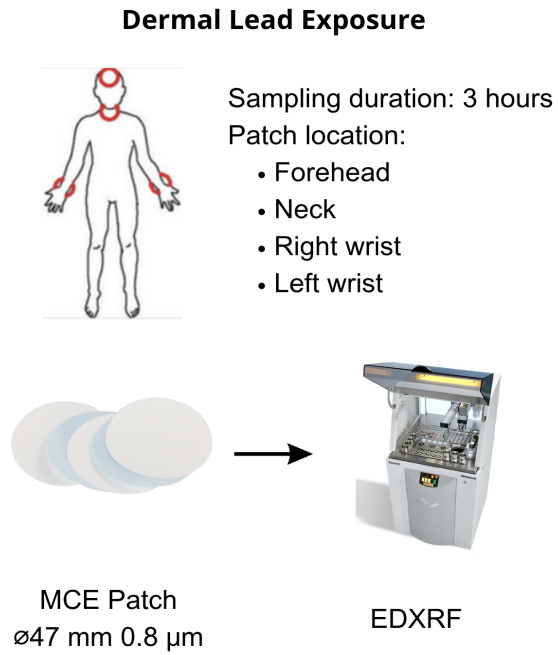 Dermal Lead Exposure
Sampling duration: 3 hours
Patch location:
• Forehead
• Neck
• Right wrist
• Left wrist
MCE Patch
⌀47 mm 0.8 µm
EDXRF